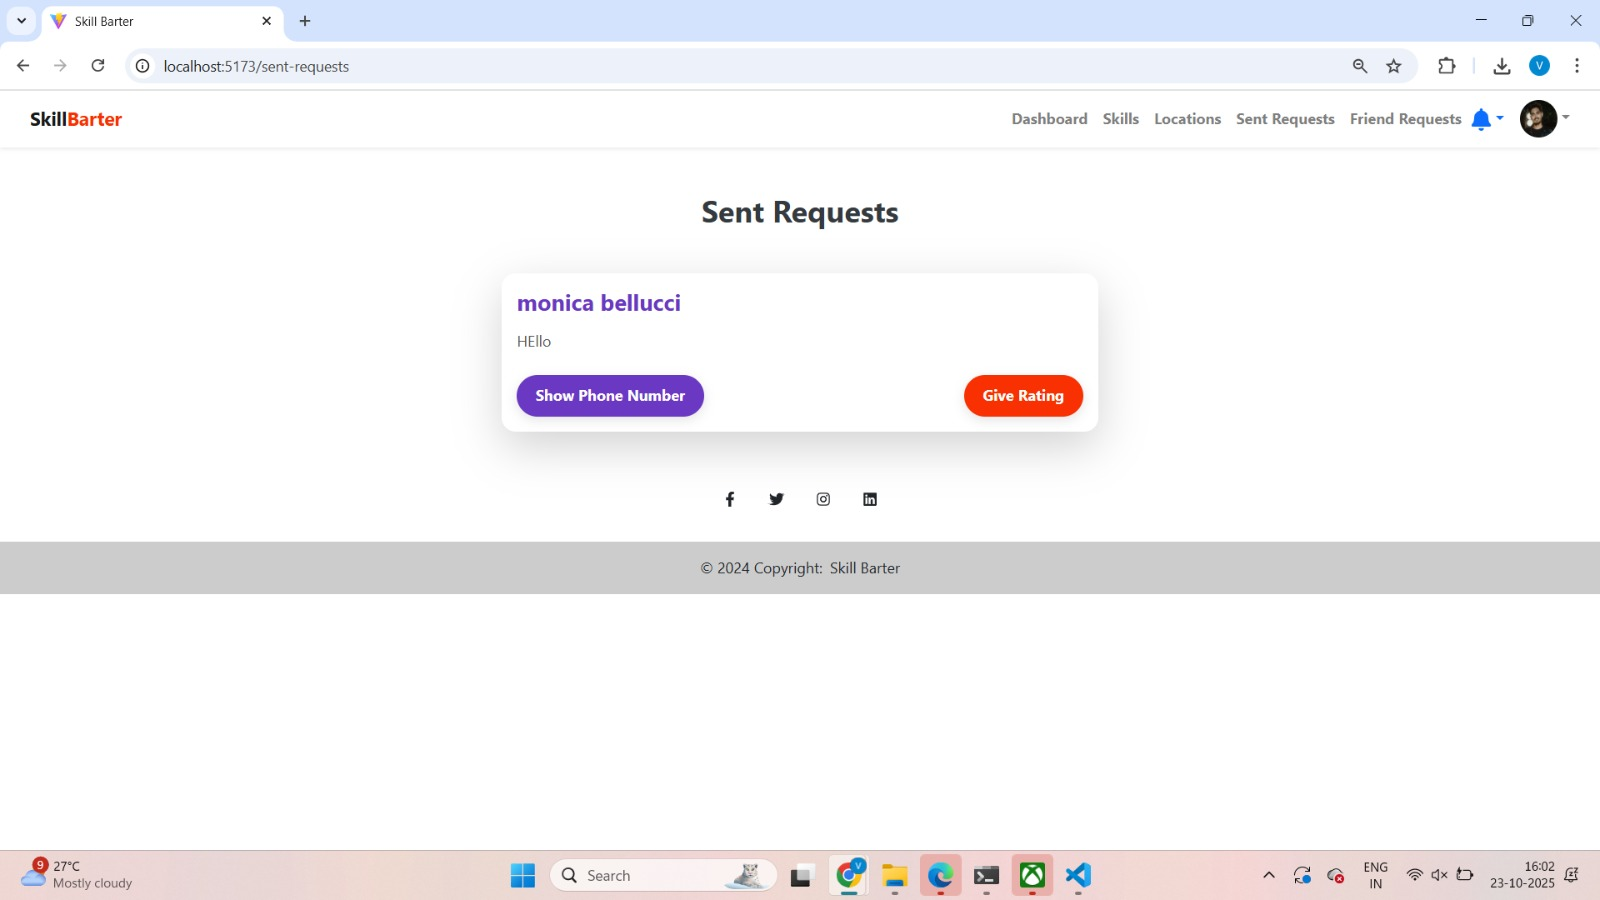 Skill Barter
localhost:5173/sent-requests
V
SkillBarter
Dashboard Skills Locations Sent Requests Friend Requests
Sent Requests
monica bellucci
HEllo
Show Phone Number
Give Rating
© 2024 Copyright: Skill Barter
9
27°C
Mostly cloudy
Search
V
ENG
IN
16:02
23-10-2025